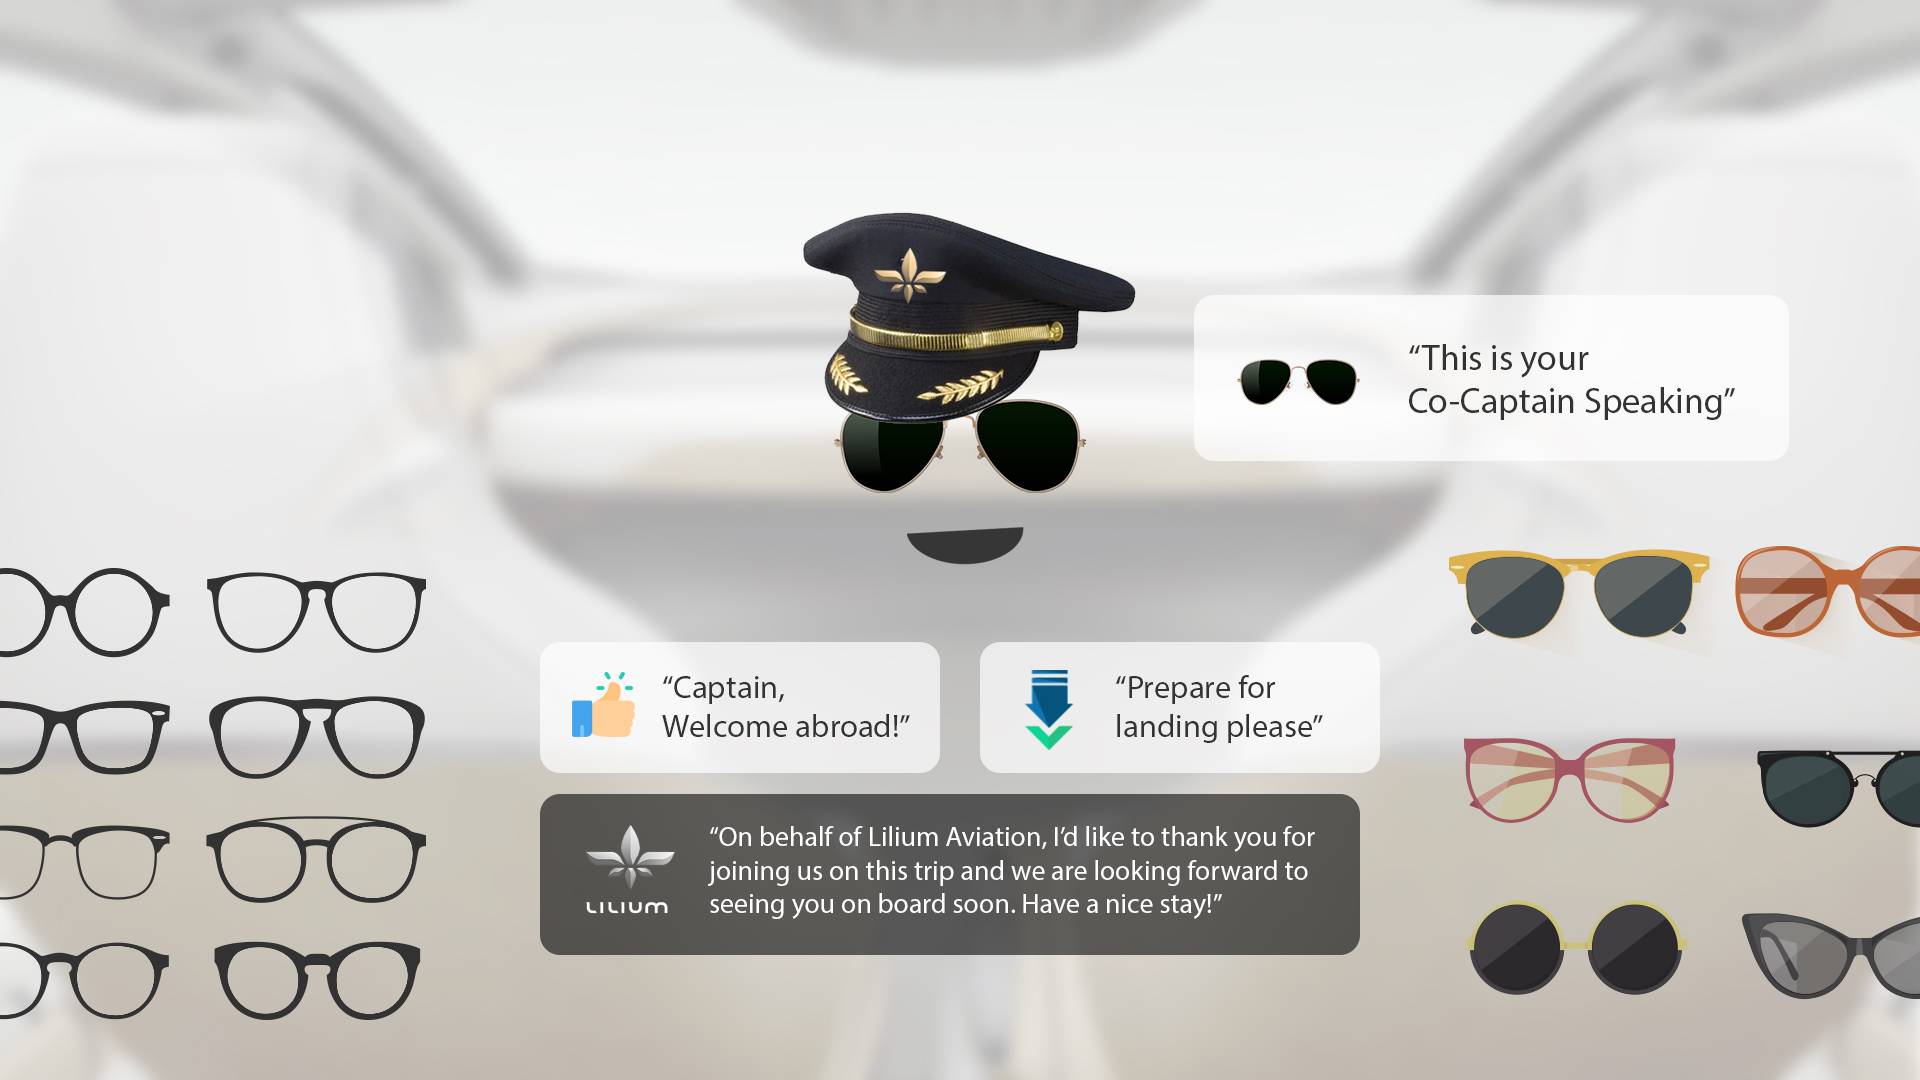 “This is your
Co-Captain Speaking”
“Captain,
Welcome abroad!”
“Prepare for
landing please”
“On behalf of Lilium Aviation, I’d like to thank you for
joining us on this trip and we are looking forward to
seeing you on board soon. Have a nice stay!”
LILIUM